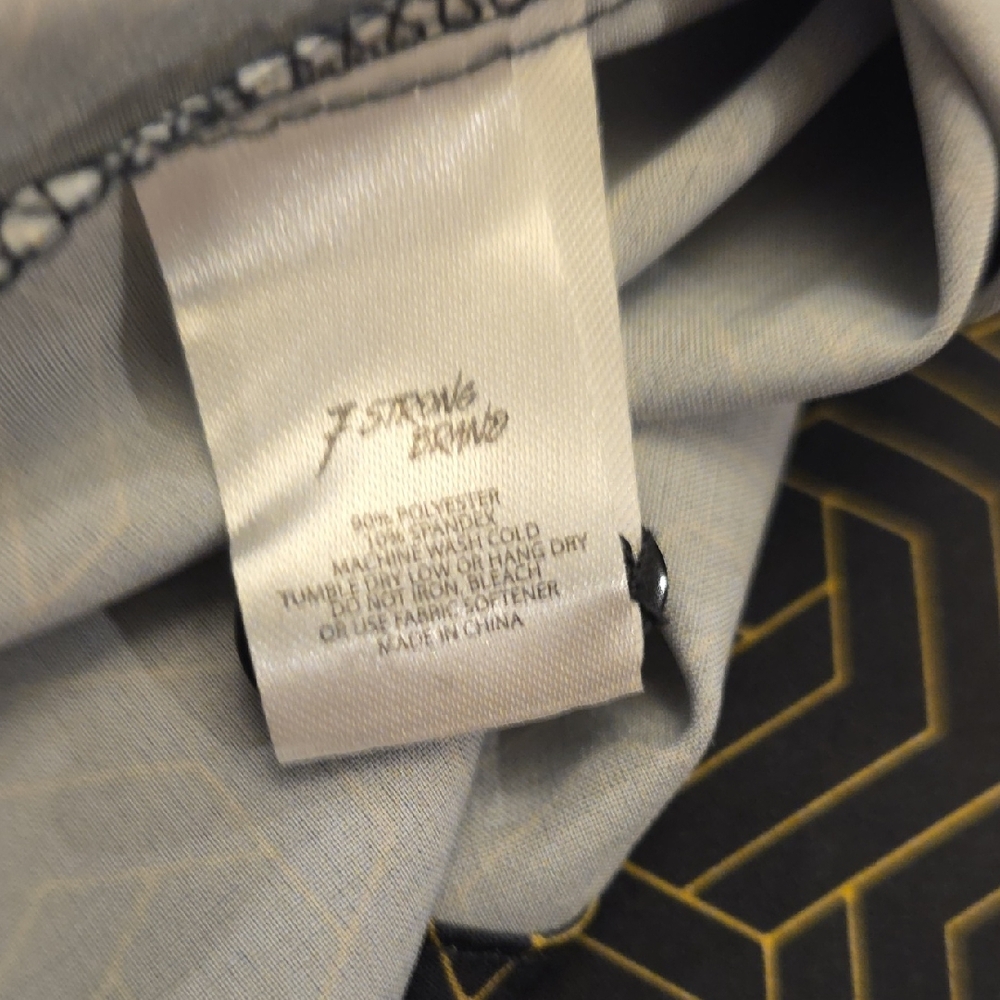 7 STRONG
BRAND
90% POLYESTER
10% SPANDEX
MACHINE WASH COLD
TUMBLE DRY LOW OR HANG DRY
DO NOT IRON, BLEACH
OR USE FABRIC SOFTENER
MADE IN CHINA